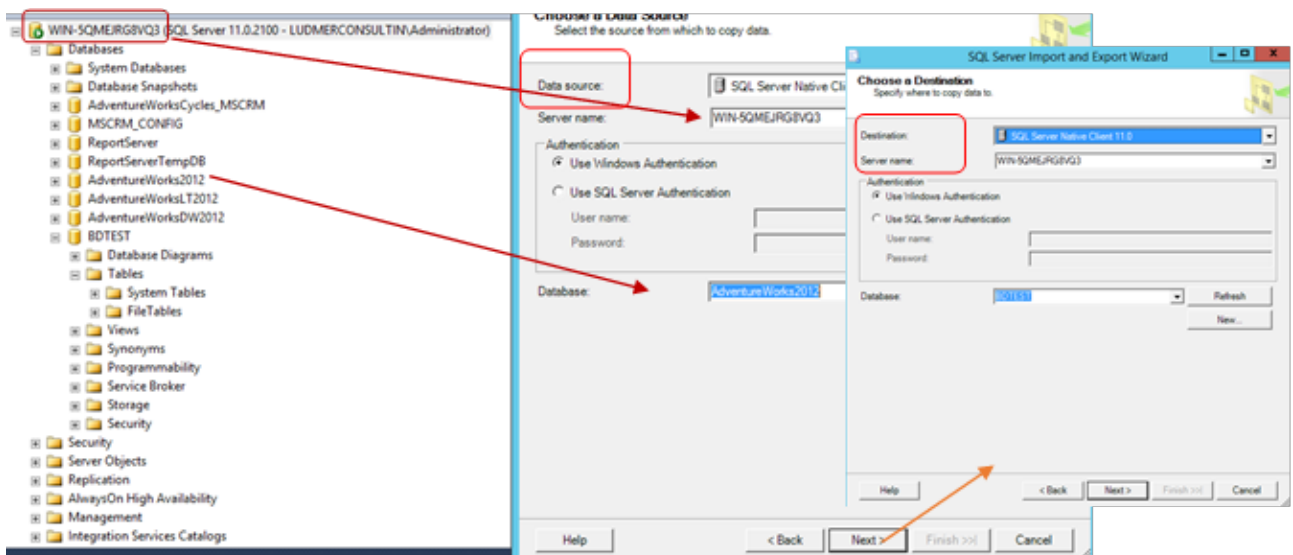 WIN-5QMEJRG8VQ3 (SQL Server 11.0.2100 - LUDMERCONSULTIN\Administrator)
Databases
System Databases
Database Snapshots
AdventureWorksCycles_MSCRM
MSCRM_CONFIG
ReportServer
ReportServerTempDB
AdventureWorks2012
AdventureWorksLT2012
AdventureWorksDW2012
BDTEST
Database Diagrams
Tables
System Tables
FileTables
Views
Synonyms
Programmability
Service Broker
Storage
Security
Security
Server Objects
Replication
AlwaysOn High Availability
Management
Integration Services Catalogs
Choose a Data Source
Select the source from which to copy data.
Data source:
SQL Server Native Cli
Server name:
WIN-5QMEJRG8VQ3
Authentication
Use Windows Authentication
Use SQL Server Authentication
User name:
Password:
Database:
AdventureWorks2012
Help
< Back
Next >
Finish >>|
Cancel
SQL Server Import and Export Wizard
Choose a Destination
Specify where to copy data to.
Destination:
SQL Server Native Client 11.0
Server name:
WIN-5QMEJRG8VQ3
Authentication
Use Windows Authentication
Use SQL Server Authentication
User name:
Password:
Database:
BDTEST
Refresh
New...
Help
< Back
Next >
Finish >>|
Cancel